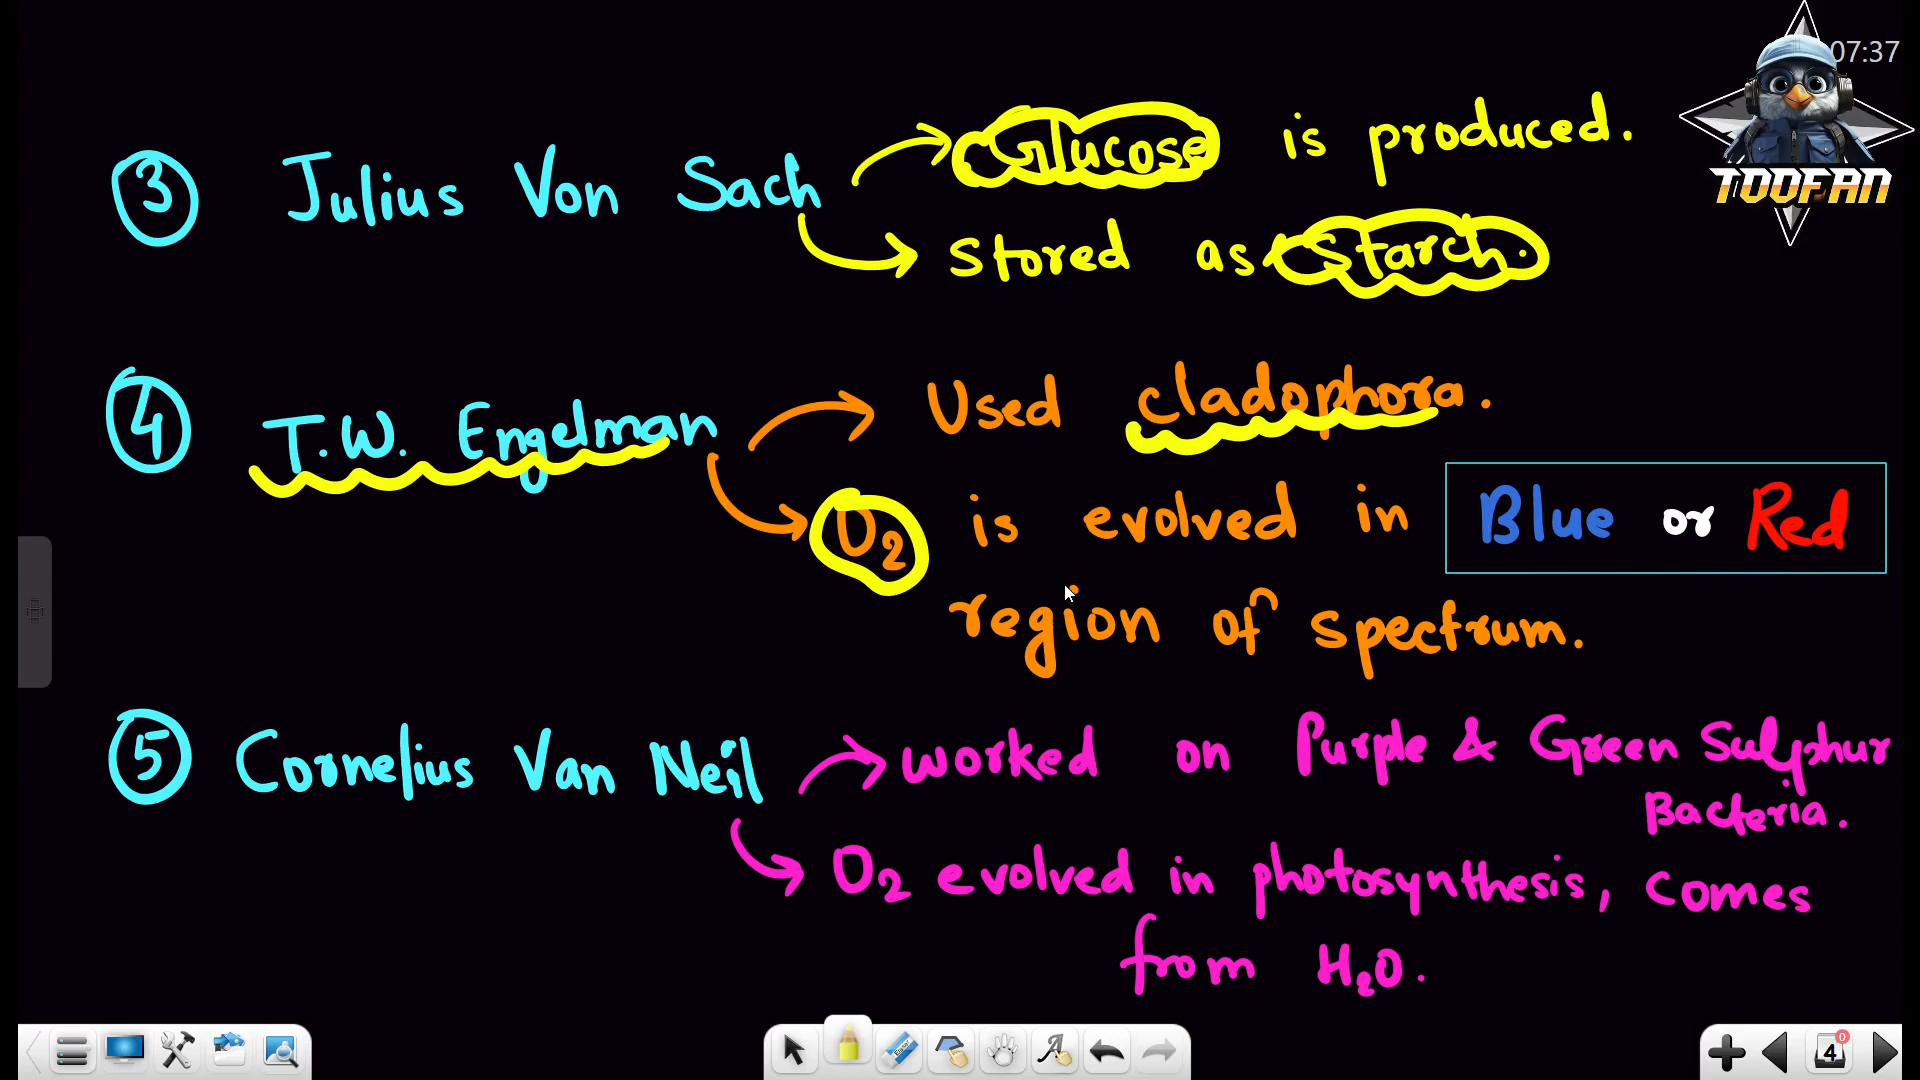 07:37
TOOFAN
③ Julius Von Sach → Glucose is produced.
→ stored as starch.
④ T.W. Engelman → Used cladophora.
→ O₂ is evolved in Blue or Red
region of spectrum.
⑤ Cornelius Van Neil → worked on Purple & Green Sulphur
Bacteria.
→ O₂ evolved in photosynthesis, comes
from H₂O.
4
0